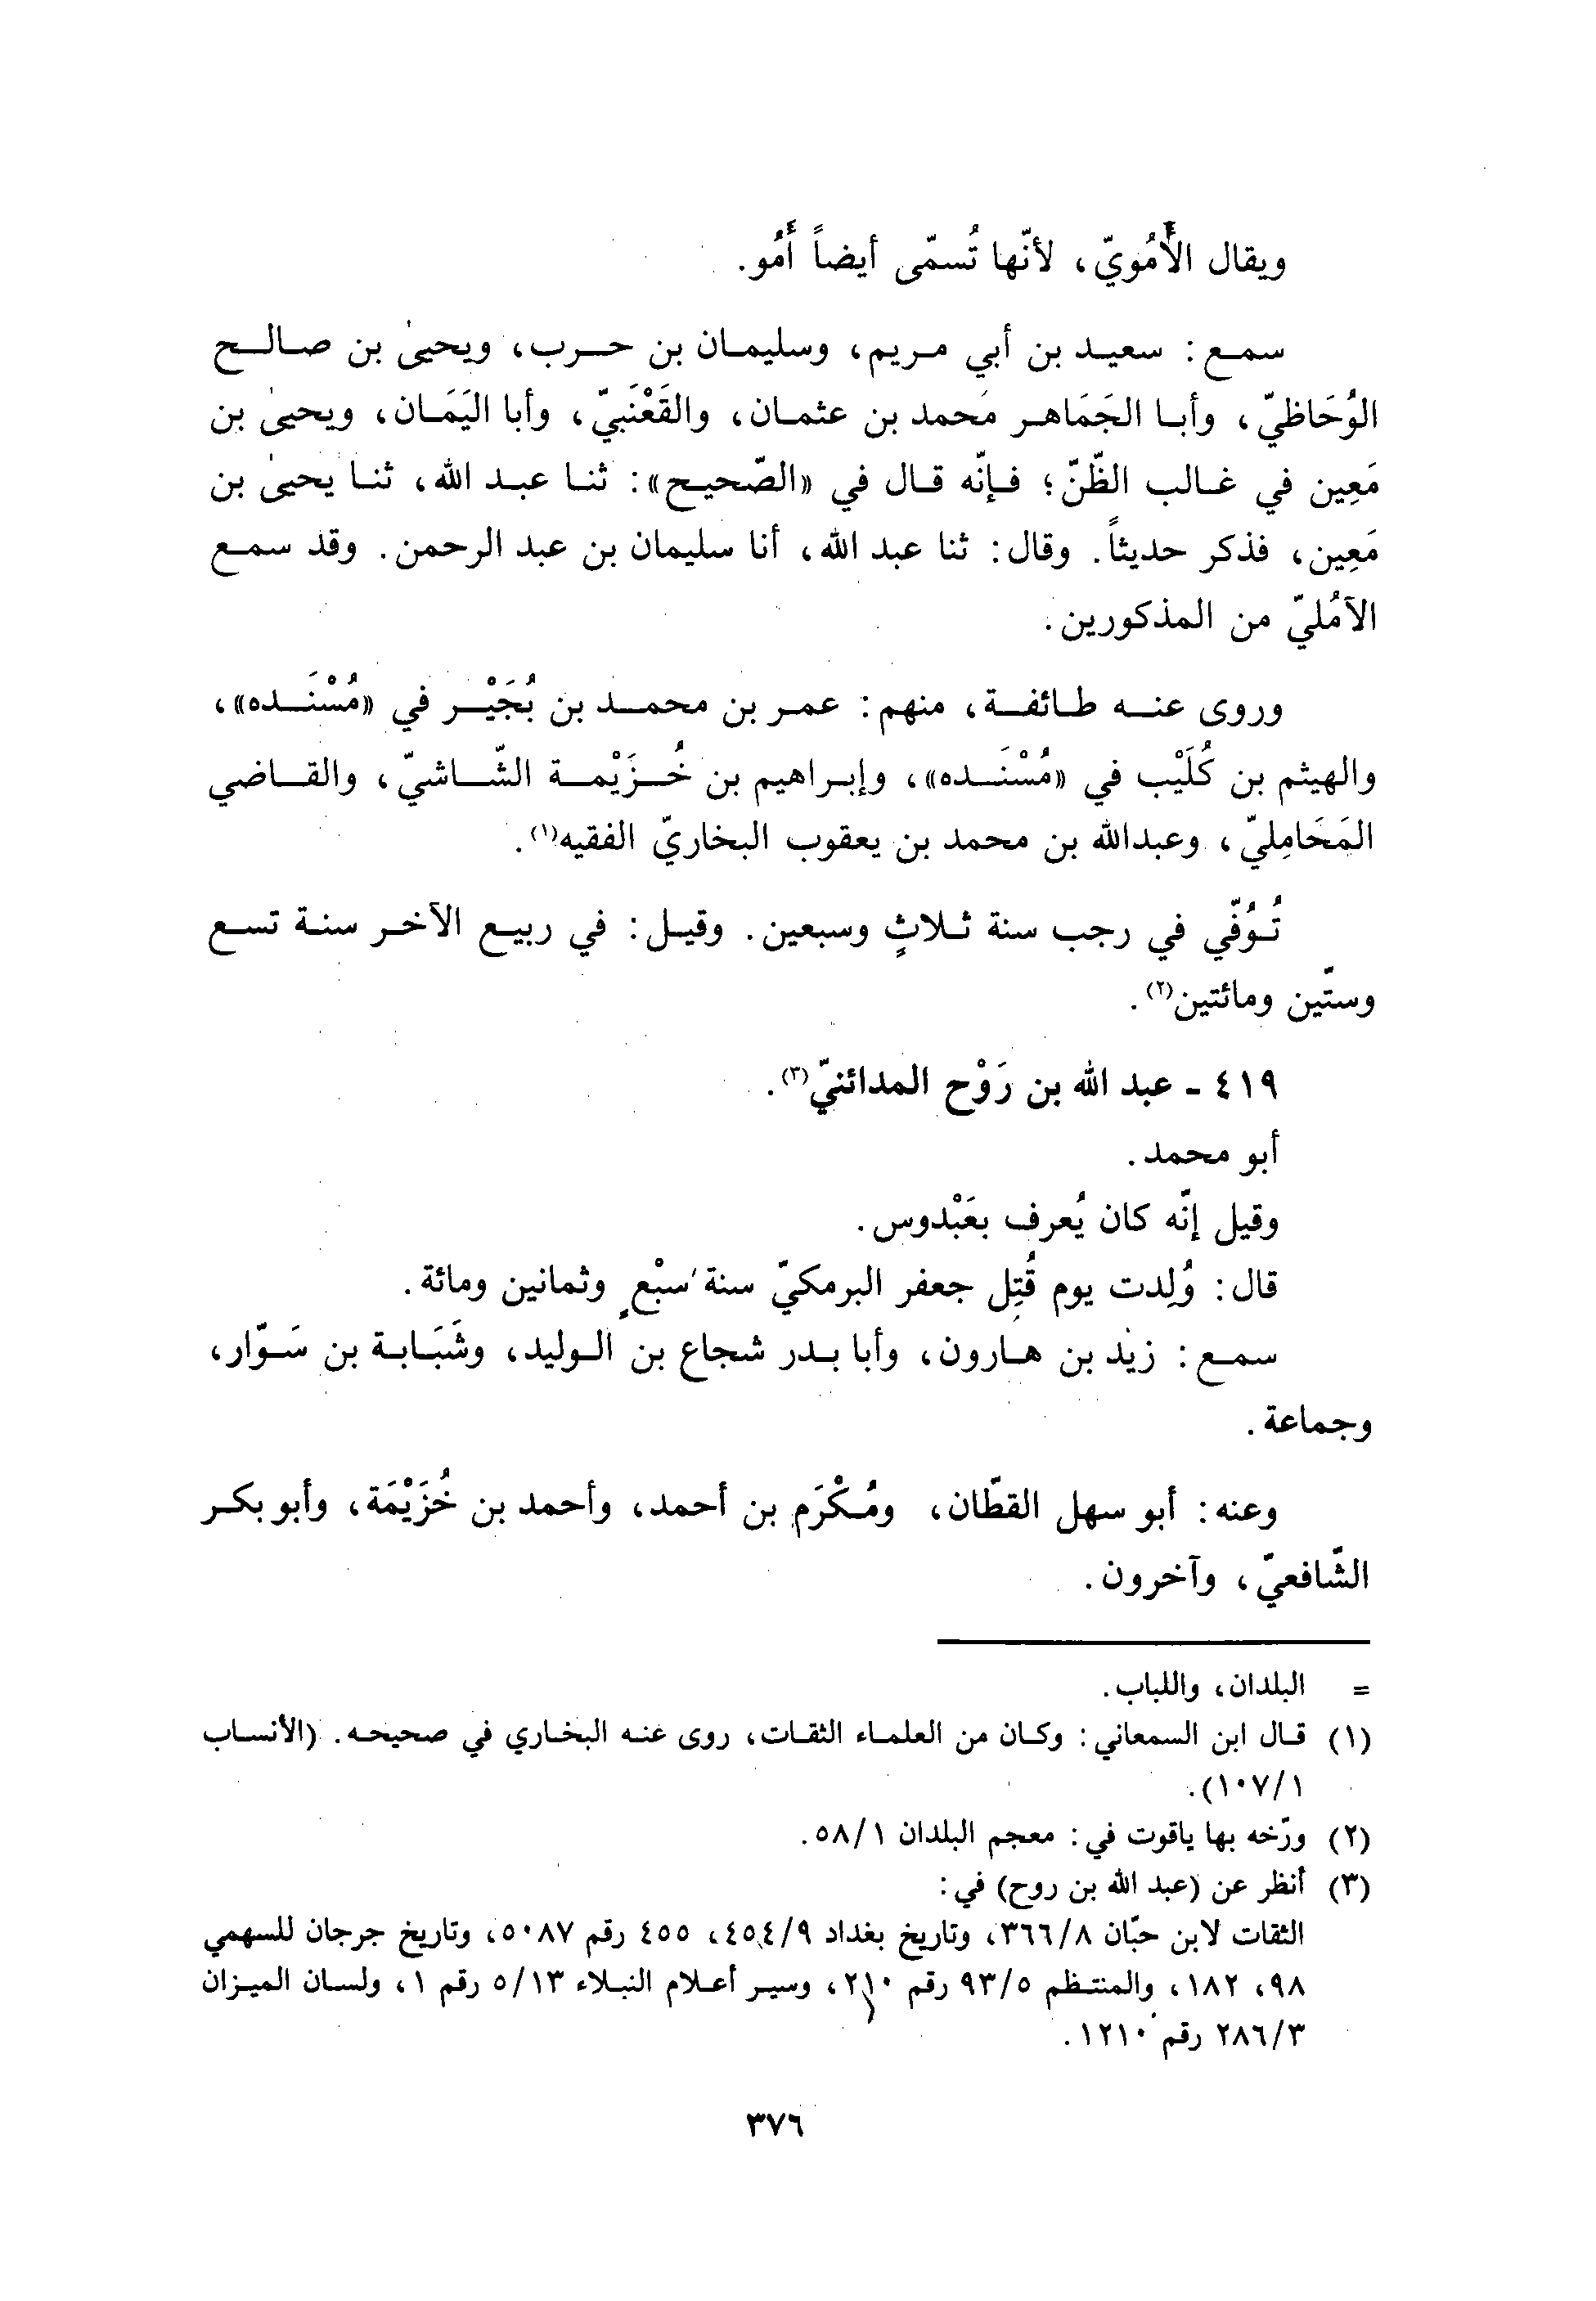 ويقال الأَمُويّ، لأنّها تُسمّى أيضاً أَمُو.
سمع: سعيد بن أبي مريم، وسليمان بن حرب، ويحيىٰ بن صالح
الوُحَاظيّ، وأبا الجَمَاهر محمد بن عثمان، والقَعْنَبيّ، وأبا اليَمَان، ويحيىٰ بن
مَعِين في غالب الظّنّ؛ فإنّه قال في «الصّحيح»: ثنا عبد الله، ثنا يحيىٰ بن
مَعِين، فذكر حديثاً. وقال: ثنا عبد الله، أنا سليمان بن عبد الرحمن. وقد سمع
الآمُليّ من المذكورين.
وروى عنه طائفة، منهم: عمر بن محمد بن بُجَيْر في «مُسْنَده»،
والهيثم بن كُلَيْب في «مُسْنَده»، وإبراهيم بن خُزَيْمة الشّاشيّ، والقاضي
المَحَامِليّ، وعبدالله بن محمد بن يعقوب البخاريّ الفقيه(١).
تُوُفّي في رجب سنة ثلاثٍ وسبعين. وقيل: في ربيع الآخر سنة تسع
وستّين ومائتين(٢).
٤١٩ - عبد الله بن رَوْح المدائنيّ(٣).
أبو محمد.
وقيل إنّه كان يُعرف بعَبْدوس.
قال: وُلِدت يوم قُتِل جعفر البرمكيّ سنة سبْعٍ وثمانين ومائة.
سمع: زيد بن هارون، وأبا بدر شجاع بن الوليد، وشَبَابة بن سَوّار،
وجماعة.
وعنه: أبو سهل القطّان، ومُكْرَم بن أحمد، وأحمد بن خُزَيْمَة، وأبو بكر
الشّافعيّ، وآخرون.
= البلدان، واللباب.
(١) قال ابن السمعاني: وكان من العلماء الثقات، روى عنه البخاري في صحيحه. (الأنساب
١٠٧/١).
(٢) ورّخه بها ياقوت في: معجم البلدان ٥٨/١.
(٣) أنظر عن (عبد الله بن روح) في:
الثقات لابن حبّان ٣٦٦/٨، وتاريخ بغداد ٤٥٤/٩، ٤٥٥ رقم ٥٠٨٧، وتاريخ جرجان للسهمي
٩٨، ١٨٢، والمنتظم ٩٣/٥ رقم ٢١٠، وسير أعلام النبلاء ٥/١٣ رقم ١، ولسان الميزان
٢٨٦/٣ رقم ١٢١٠.
٣٧٦